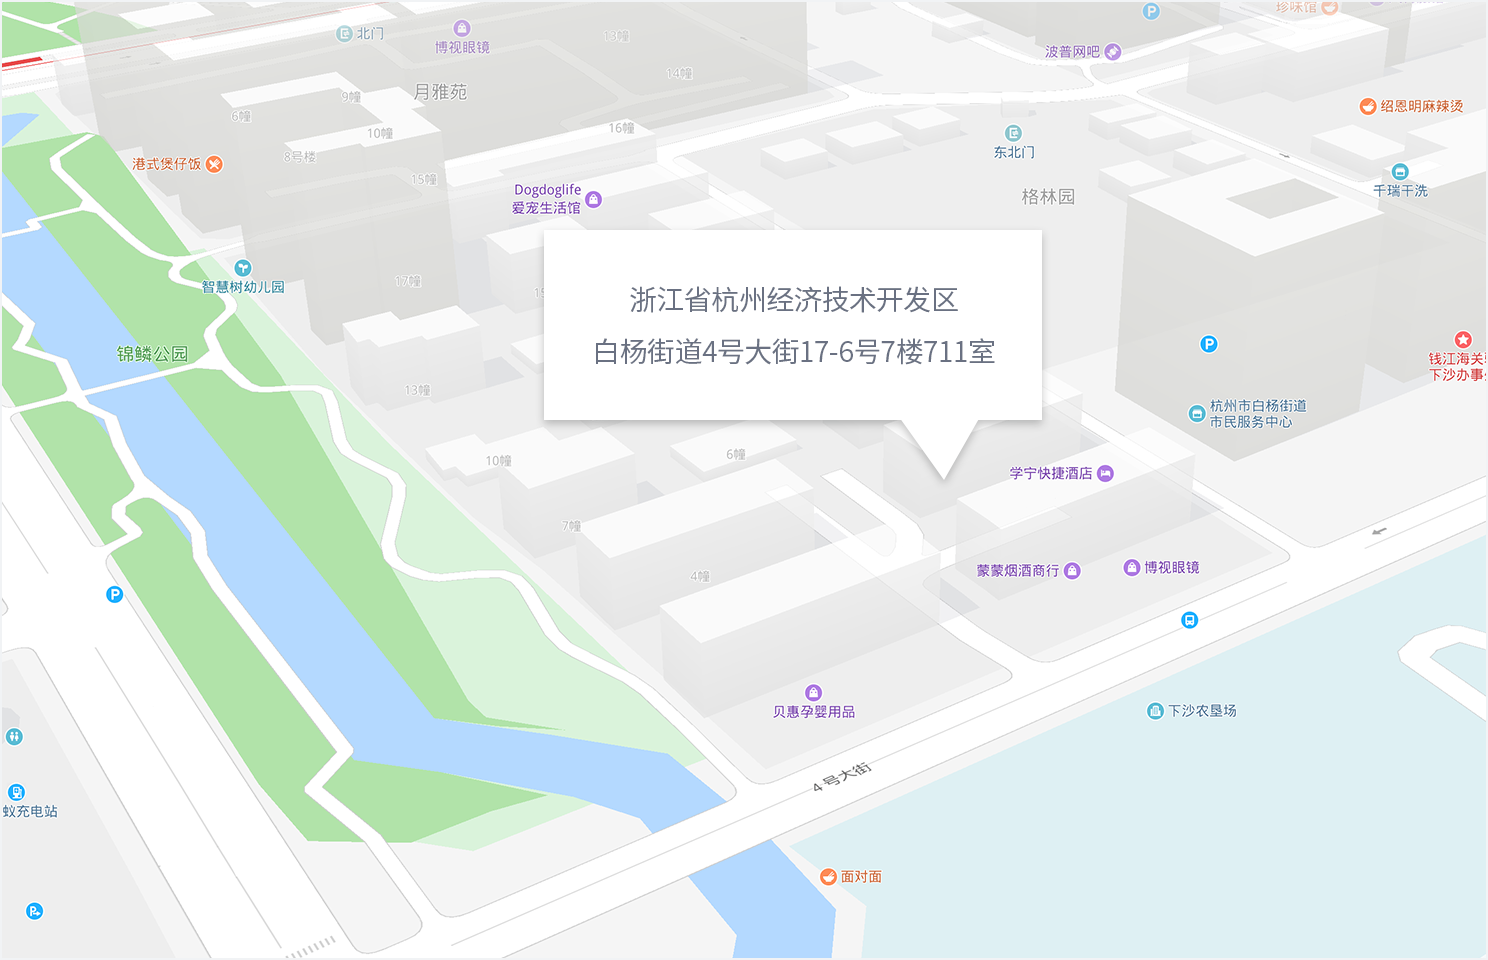 珍味馆
北门
博视眼镜
13幢
波普网吧
14幢
月雅苑
9幢
6幢
绍恩明麻辣烫
10幢
16幢
8号楼
东北门
港式煲仔饭
15幢
Dogdoglife
爱宠生活馆
千瑞干洗
格林园
17幢
智慧树幼儿园
浙江省杭州经济技术开发区
白杨街道4号大街17-6号7楼711室
锦鳞公园
钱江海关
下沙办事
13幢
杭州市白杨街道
市民服务中心
6幢
10幢
学宁快捷酒店
7幢
4幢
蒙蒙烟酒商行
博视眼镜
贝惠孕婴用品
下沙农垦场
4号大街
蚁充电站
面对面